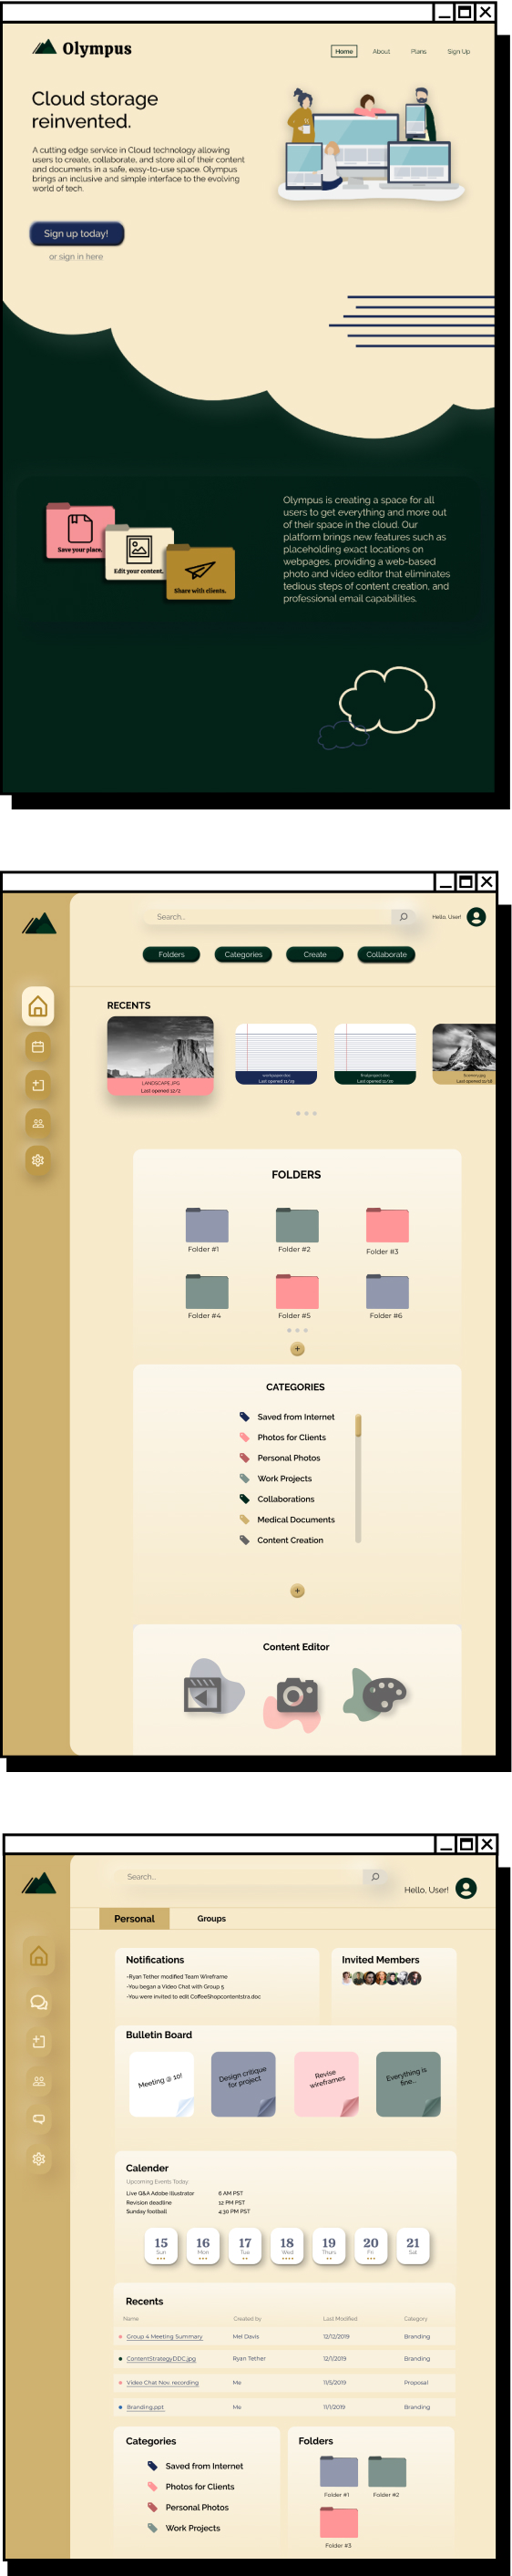 Olympus
Home About Plans Sign Up
Cloud storage
reinvented.
A cutting edge service in Cloud technology allowing
users to create, collaborate, and store all of their content
and documents in a safe, easy-to-use space. Olympus
brings an inclusive and simple interface to the evolving
world of tech.
Sign up today!
or sign in here
Save your place.
Edit your content.
Share with clients.
Olympus is creating a space for all
users to get everything and more out
of their space in the cloud. Our
platform brings new features such as
placeholding exact locations on
webpages, providing a web-based
photo and video editor that eliminates
tedious steps of content creation, and
professional email capabilities.
Search...
Hello, User!
Folders Categories Create Collaborate
RECENTS
LANDSCAPE.JPG
Last opened 12/2
Last opened 11/29
Last opened 11/20
Last opened 11/18
FOLDERS
Folder #1 Folder #2 Folder #3
Folder #4 Folder #5 Folder #6
CATEGORIES
Saved from Internet
Photos for Clients
Personal Photos
Work Projects
Collaborations
Medical Documents
Content Creation
Content Editor
Search...
Hello, User!
Personal Groups
Notifications
-Ryan Tether modified Team Wireframe
-You began a Video Chat with Group 5
-You were invited to edit CoffeeShopcontentstra.doc
Invited Members
Bulletin Board
Meeting @ 10!
Design critique
for project
Revise
wireframes
Everything is
fine...
Calender
Upcoming Events Today:
Live Q&A Adobe Illustrator 6 AM PST
Revision deadline 12 PM PST
Sunday football 4:30 PM PST
15 16 17 18 19 20 21
Sun Mon Tue Wed Thurs Fri Sat
Recents
Name Created by Last Modified Category
Group 4 Meeting Summary Mel Davis 12/12/2019 Branding
ContentStrategyDDC.jpg Ryan Tether 12/1/2019 Branding
Video Chat Nov. recording Me 11/5/2019 Proposal
Branding.ppt Me 11/1/2019 Branding
Categories
Saved from Internet
Photos for Clients
Personal Photos
Work Projects
Folders
Folder #1 Folder #2
Folder #3